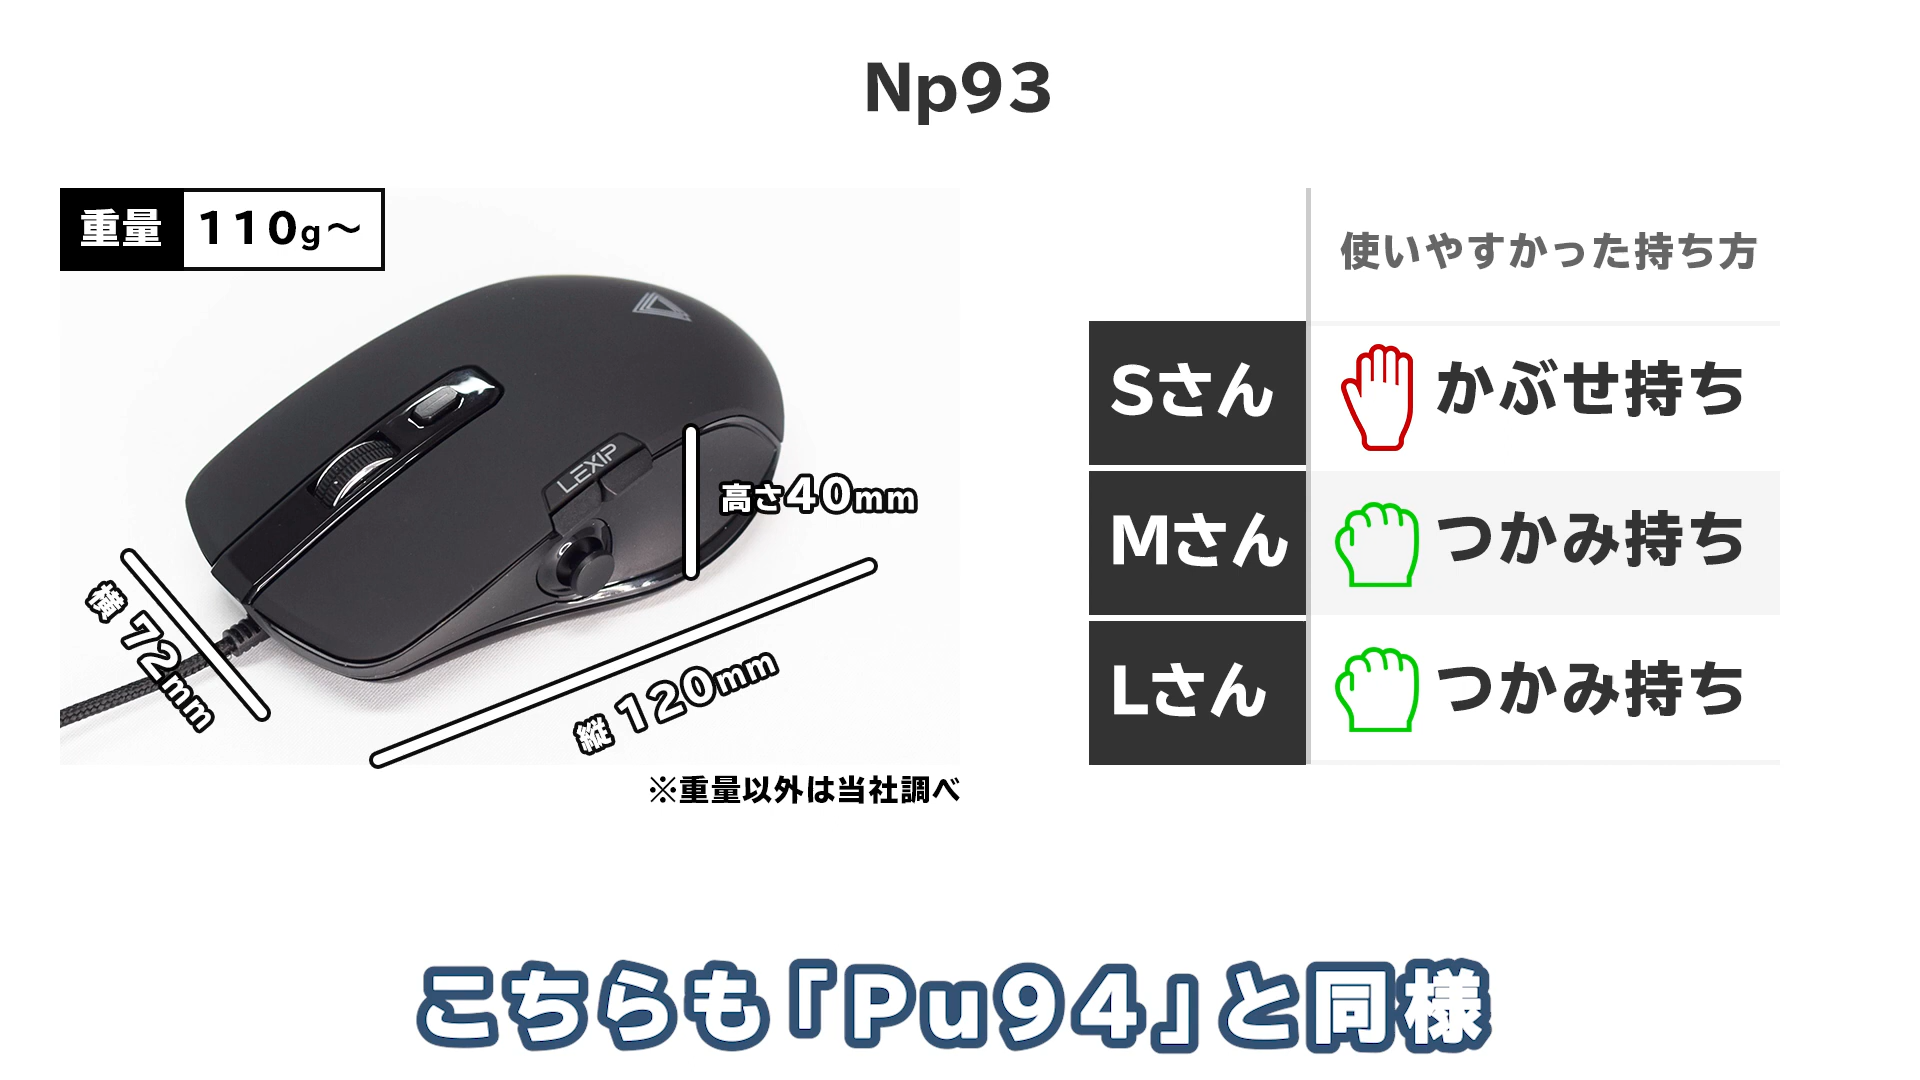 Np93
重量 110g～
LEXIP
高さ40mm
横 72mm
縦 120mm
※重量以外は当社調べ
使いやすかった持ち方
Sさん かぶせ持ち
Mさん つかみ持ち
Lさん つかみ持ち
こちらも「Pu94」と同様